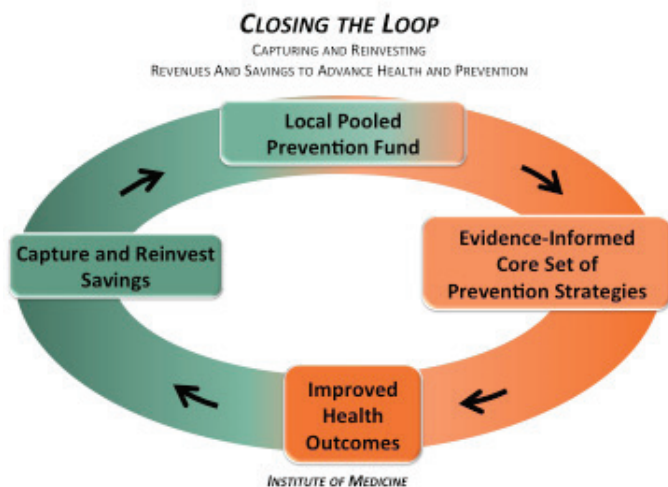 CLOSING THE LOOP
CAPTURING AND REINVESTING
REVENUES AND SAVINGS TO ADVANCE HEALTH AND PREVENTION
Local Pooled
Prevention Fund
Capture and Reinvest
Savings
Evidence-Informed
Core Set of
Prevention Strategies
Improved
Health
Outcomes
INSTITUTE OF MEDICINE